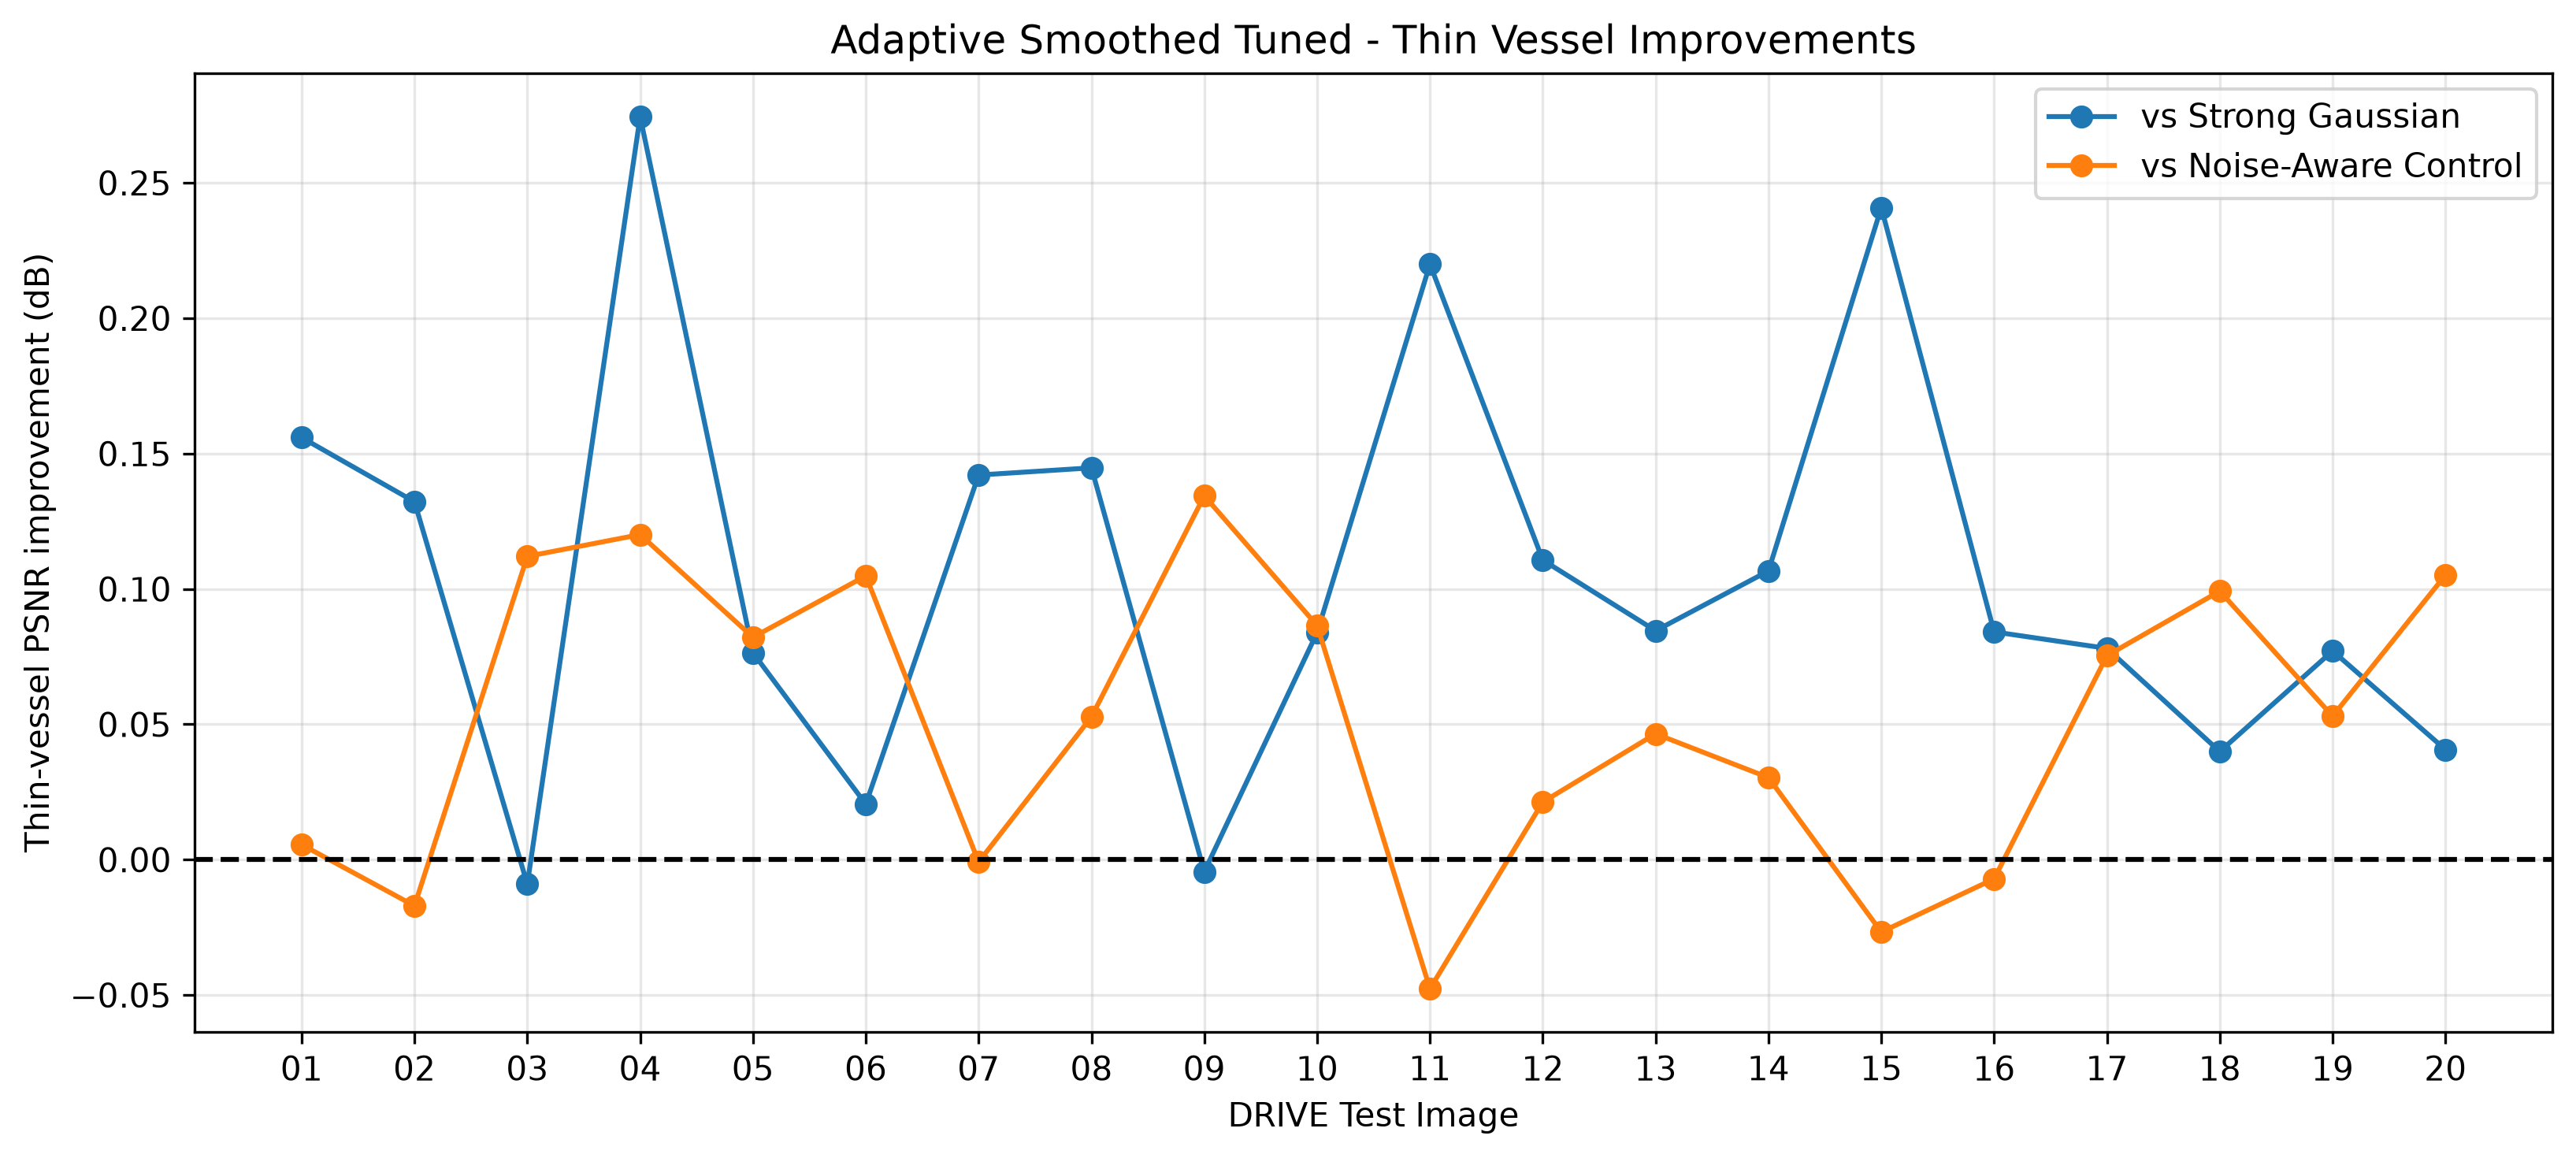 Adaptive Smoothed Tuned - Thin Vessel Improvements
vs Strong Gaussian
vs Noise-Aware Control
Thin-vessel PSNR improvement (dB)
0.25
0.20
0.15
0.10
0.05
0.00
−0.05
01 02 03 04 05 06 07 08 09 10 11 12 13 14 15 16 17 18 19 20
DRIVE Test Image